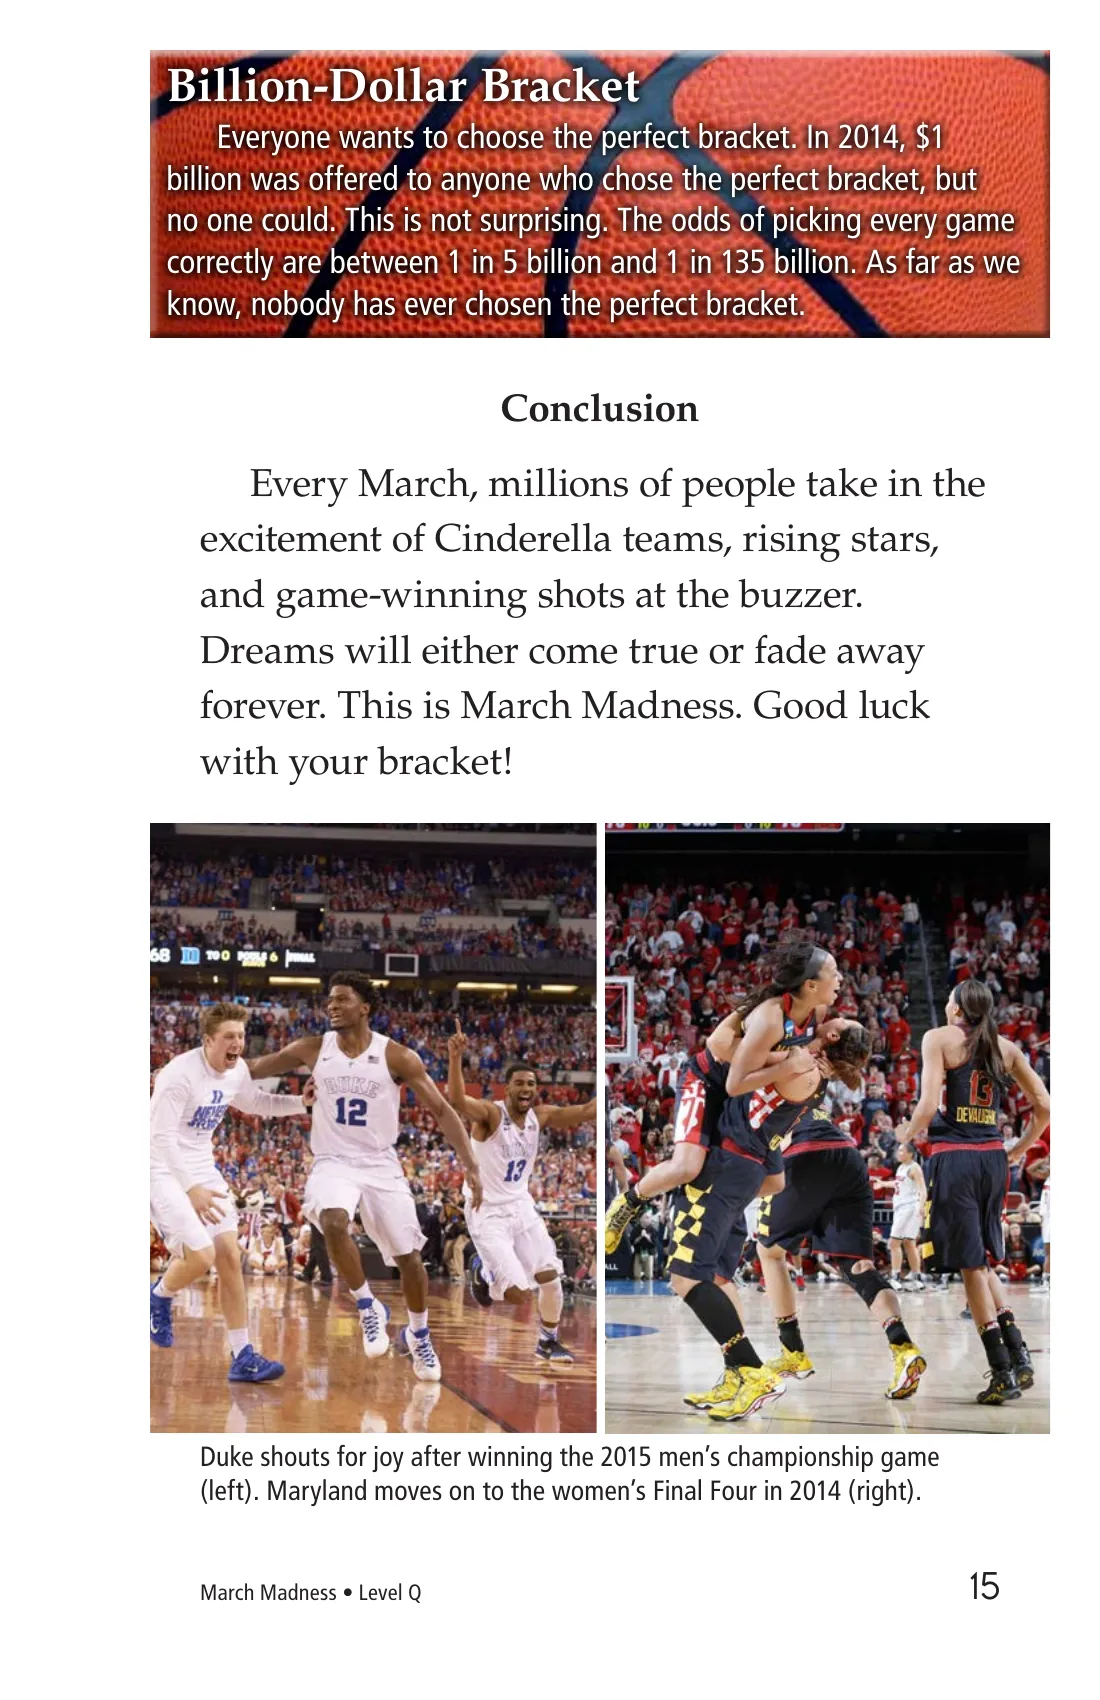 Billion-Dollar Bracket
Everyone wants to choose the perfect bracket. In 2014, $1
billion was offered to anyone who chose the perfect bracket, but
no one could. This is not surprising. The odds of picking every game
correctly are between 1 in 5 billion and 1 in 135 billion. As far as we
know, nobody has ever chosen the perfect bracket.
Conclusion
Every March, millions of people take in the
excitement of Cinderella teams, rising stars,
and game-winning shots at the buzzer.
Dreams will either come true or fade away
forever. This is March Madness. Good luck
with your bracket!
68 D TO 0 FOULS 6 FINAL
DUKE
12
13
13
DEVAUGHN
Duke shouts for joy after winning the 2015 men’s championship game
(left). Maryland moves on to the women’s Final Four in 2014 (right).
March Madness • Level Q
15